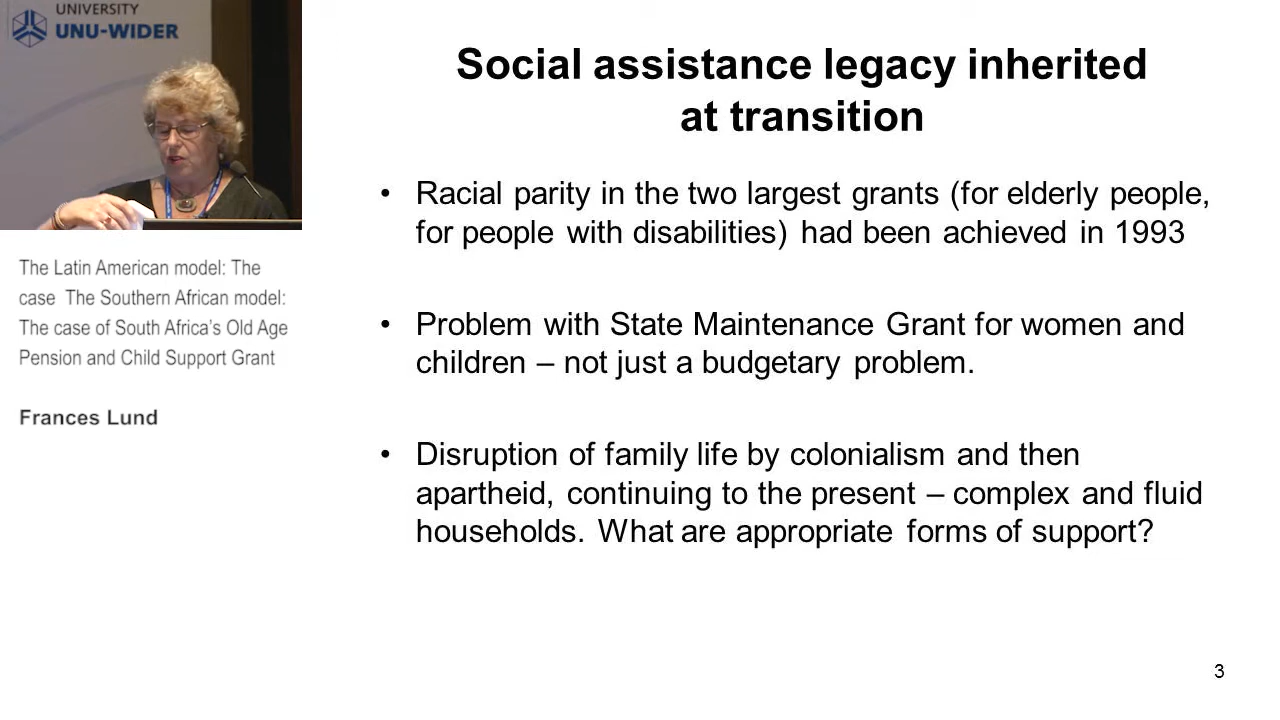 UNIVERSITY
UNU-WIDER
The Latin American model: The
case  The Southern African model:
The case of South Africa's Old Age
Pension and Child Support Grant
Frances Lund
Social assistance legacy inherited
at transition
• Racial parity in the two largest grants (for elderly people,
for people with disabilities) had been achieved in 1993
• Problem with State Maintenance Grant for women and
children – not just a budgetary problem.
• Disruption of family life by colonialism and then
apartheid, continuing to the present – complex and fluid
households. What are appropriate forms of support?
3